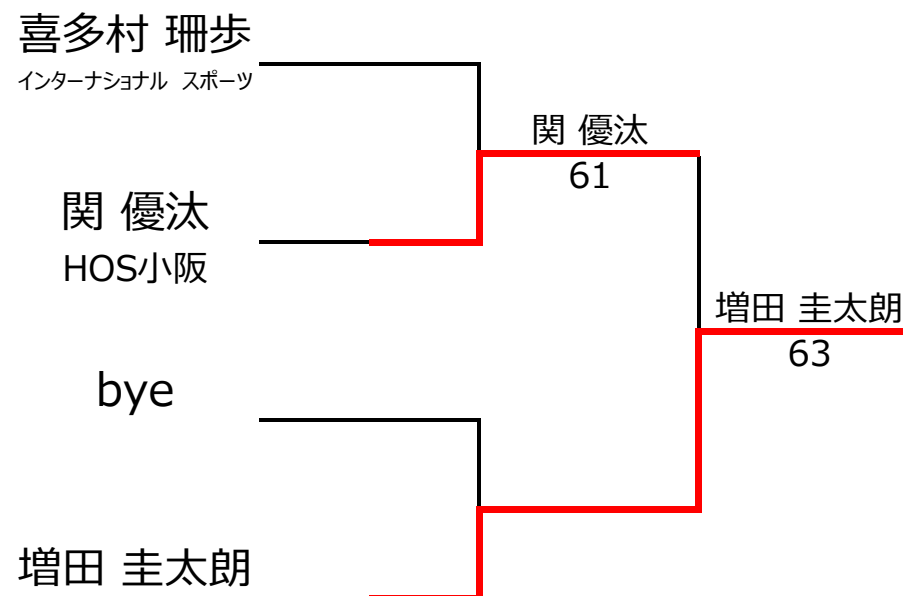 喜多村 珊歩
インターナショナル スポーツ
関 優汰
61
関 優汰
HOS小阪
増田 圭太朗
63
bye
増田 圭太朗